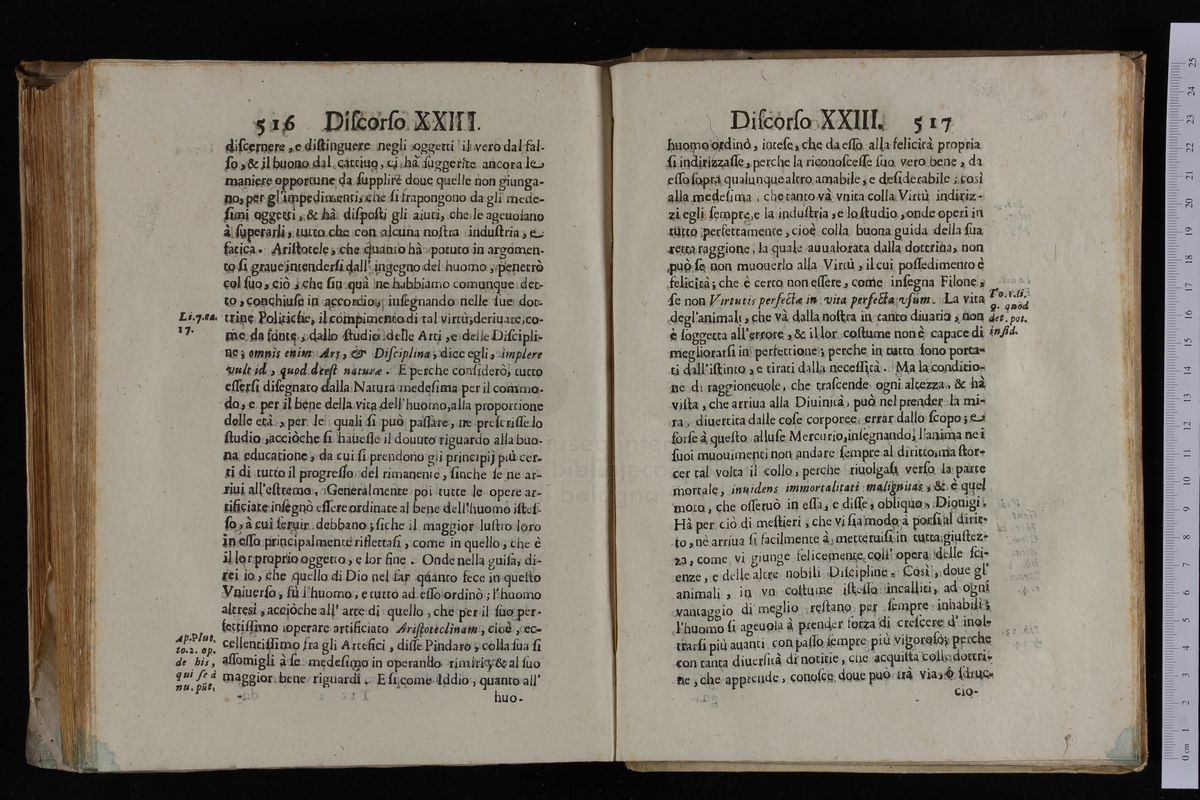 516 Diſcorſo XXIII.
diſcernere, e diſtinguere negli oggetti il vero dal fal-
ſo, & il buono dal cattiuo, ci hà ſuggerite ancora le
maniere opportune da ſupplire doue quelle non giunga-
no, per gl'impedimenti, che ſi frapongono da gli mede-
ſimi oggetti, & hà diſpoſti gli aiuti, che le ageuolano
à ſuperarli, tutto che con alcuna noſtra induſtria, e
fatica. Ariſtotele, che quanto hà potuto in argomen-
to ſi graue intenderſi dall' ingegno del huomo, penetrò
col ſuo, ciò, che ſin quà ne habbiamo comunque det-
to, conchiuſe in accordio, inſegnando nelle ſue dot-
trine Politiche, il compimento di tal virtù, deriuare, co-
me da fonte, dallo ſtudio delle Arti, e delle Diſcipli-
ne; omnis enim Ars, & Diſciplina, dice egli, implere
vult id, quod deeſt naturæ. E perche conſiderò, tutto
eſſerſi diſegnato dalla Natura medeſima per il commo-
do, e per il bene della vita dell'huomo, alla proportione
delle età, per le quali ſi può paſſare, ne preſcriſſe lo
ſtudio, acciòche ſi haueſſe il douuto riguardo alla buo-
na educatione, da cui ſi prendono gli principij più cer-
ti di tutto il progreſſo del rimanente, ſinche ſe ne ar-
riui all'eſtremo. Generalmente poi tutte le opere ar-
tificiate inſegnò eſſere ordinate al bene dell'huomo iſteſ-
ſo, à cui ſeruir debbano; ſiche il maggior luſtro loro
in eſſo principalmente riflettaſi, come in quello, che è
il lor proprio oggetto, e lor fine. Onde nella guiſa, di-
rei io, che quello di Dio nel far quanto fece in queſto
Vniuerſo, fù l'huomo, e tutto ad eſſo ordinò; l'huomo
altresì, acciòche all' arte di quello, che per il ſuo per-
fettiſſimo operare artificiato Ariſtoteclinam, cioè, ec-
cellentiſſimo fra gli Artefici, diſſe Pindaro, colla ſua ſi
aſſomigli à ſe medeſimo in operando rimiri, & al ſuo
maggior bene riguardi. E ſi come Iddio, quanto all'
huo-
Li. 7. ca.
17.
Ap. Plut.
to. 2. op.
de his,
qui ſe à
nu. pūt.
Diſcorſo XXIII. 517
huomo ordinò, inteſe, che da eſſo alla felicità propria
ſi indirizzaſſe, perche la riconoſceſſe ſuo vero bene, da
eſſo ſopra qualunque altro amabile, e deſiderabile; così
alla medeſima, che tanto và vnita colla Virtù indiriz-
zi egli ſempre, e la induſtria, e lo ſtudio, onde operi in
tutto perfettamente, cioè colla buona guida della ſua
retta raggione, la quale auualorata dalla dottrina, non
può ſe non muouerlo alla Virtù, il cui poſſedimento è
felicità; che è certo non eſſere, come inſegna Filone,
ſe non Virtutis perfectæ in vita perfecta vſum. La vita
degl'animali, che và dalla noſtra in tanto diuario, non
è ſoggetta all'errore, & il lor coſtume non è capace di
megliorarſi in perfettione; perche in tutto ſono porta-
ti dall'iſtinto, e tirati dalla neceſſità. Ma la conditio-
ne di raggioneuole, che traſcende ogni altezza, & hà
viſta, che arriua alla Diuinità, può nel prender la mi-
ra, diuertita dalle coſe corporee, errar dallo ſcopo; e
forſe à queſto alluſe Mercurio, inſegnando, l'anima nei
ſuoi muouimenti non andare ſempre al diritto, ma ſtor-
cer tal volta il collo, perche riuolgaſi verſo la parte
mortale, inuidens immortalitati malignitas, & è quel
moto, che oſſeruò in eſſa, e diſſe, obliquo, Dionigi.
Hà per ciò di meſtieri, che vi ſia modo à porſi al dirit-
to, nè arriua ſi facilmente à metteruiſi in tutta giuſtez-
za, come vi giunge felicemente coll' opera delle ſci-
enze, e delle altre nobili Diſcipline. Così, doue gl'
animali, in vn coſtume iſteſſo incalliti, ad ogni
vantaggio di meglio reſtano per ſempre inhabili;
l'huomo ſi ageuola à prender forza di creſcere d' inol-
trarſi più auanti con paſſo ſempre più vigoroſo; perche
con tanta diuerſità di notitie, che acquiſta colle dottri-
ne, che apprende, conoſce doue può trà via, ò ſdruc-
cio-
To. 1. li.
q. quod
det. pot.
inſid.